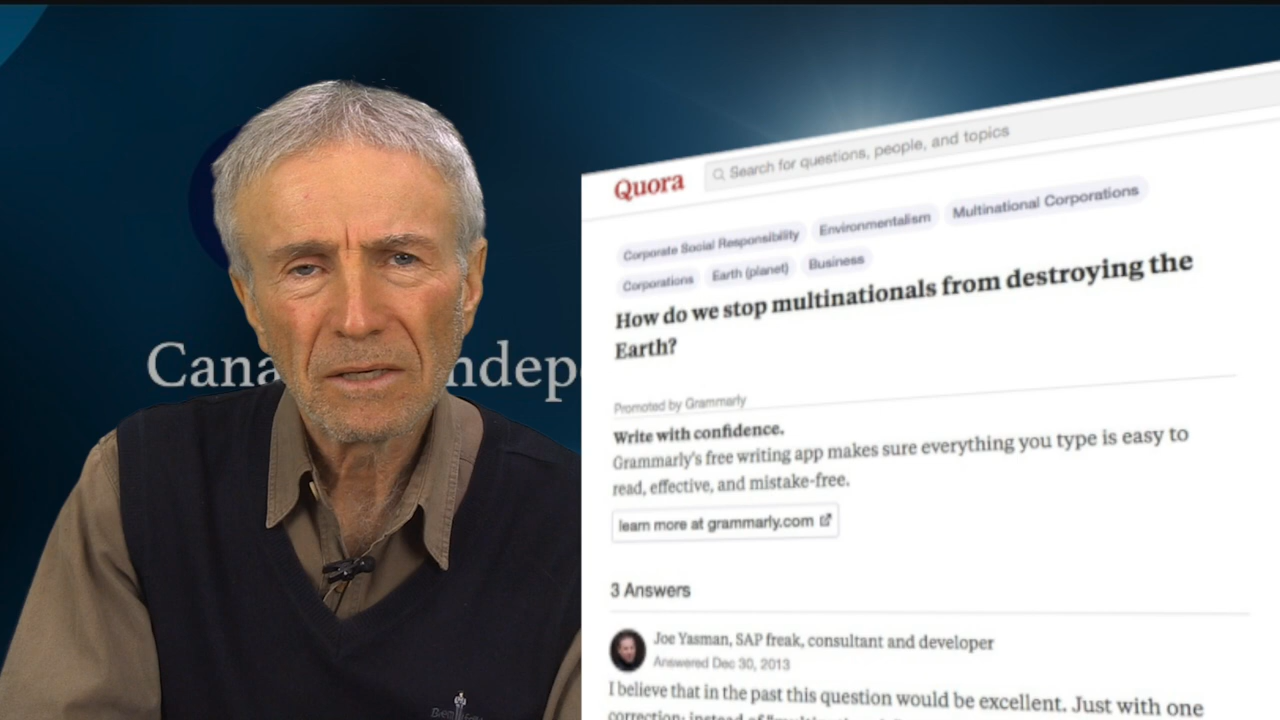 Cana
ndep
Quora
Search for questions, people, and topics
Corporate Social Responsibility
Environmentalism
Multinational Corporations
Corporations
Earth (planet)
Business
How do we stop multinationals from destroying the
Earth?
Promoted by Grammarly
Write with confidence.
Grammarly's free writing app makes sure everything you type is easy to
read, effective, and mistake-free.
learn more at grammarly.com
3 Answers
Joe Yasman, SAP freak, consultant and developer
Answered Dec 30, 2013
I believe that in the past this question would be excellent. Just with one
correction: instead of